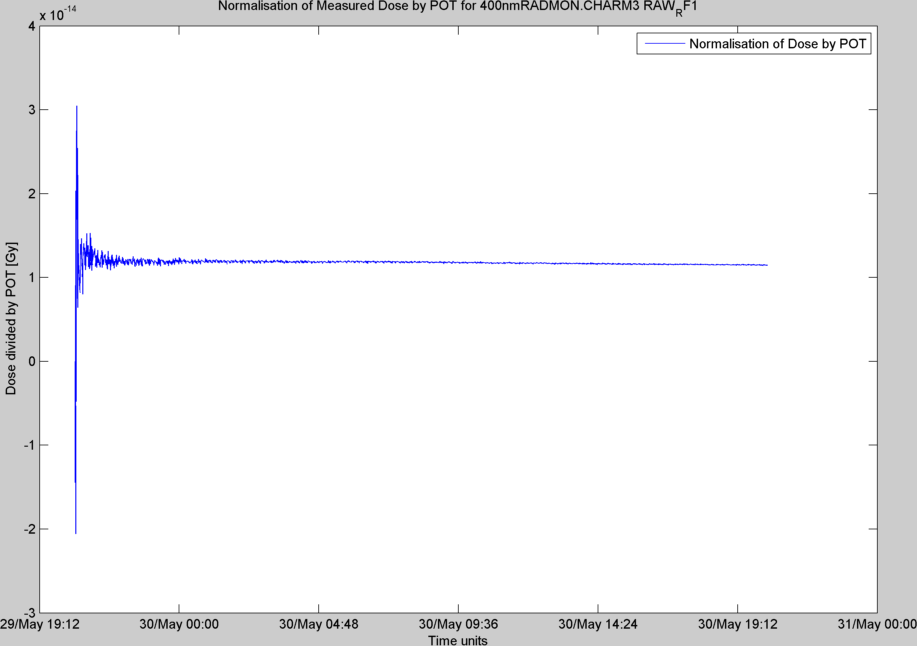 Normalisation of Measured Dose by POT for 400nmRADMON.CHARM3 RAW_RF1
x 10^-14
Normalisation of Dose by POT
4
3
2
1
0
-1
-2
-3
Dose divided by POT [Gy]
29/May 19:12 30/May 00:00 30/May 04:48 30/May 09:36 30/May 14:24 30/May 19:12 31/May 00:00
Time units